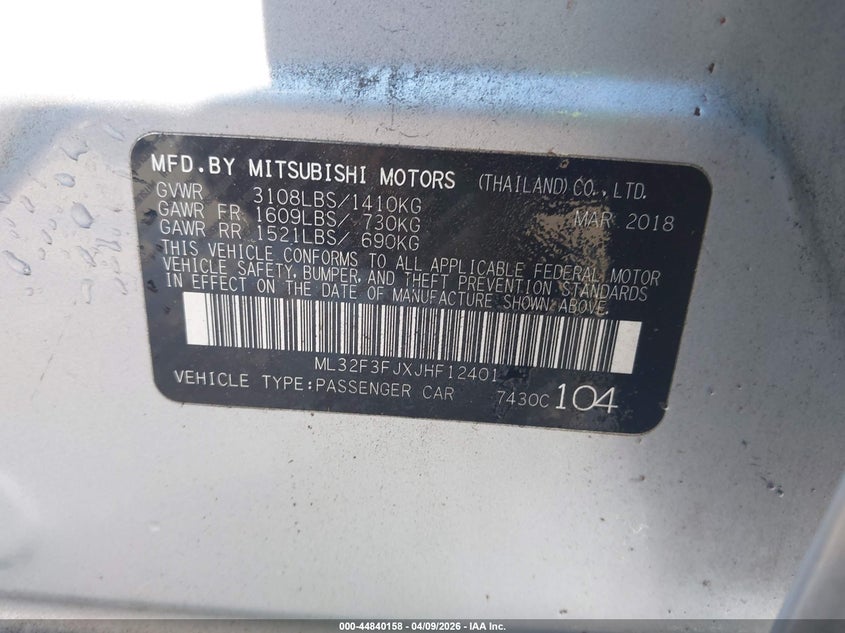 MFD.BY MITSUBISHI MOTORS (THAILAND) CO., LTD.
GVWR 3108LBS/1410KG MAR 2018
GAWR FR 1609LBS/ 730KG
GAWR RR 1521LBS/ 690KG
THIS VEHICLE CONFORMS TO ALL APPLICABLE FEDERAL MOTOR
VEHICLE SAFETY, BUMPER, AND THEFT PREVENTION STANDARDS
IN EFFECT ON THE DATE OF MANUFACTURE SHOWN ABOVE.
ML32F3FJXJHF12401
VEHICLE TYPE:PASSENGER CAR 7430C 104
000-44840158 - 04/09/2026 - IAA Inc.